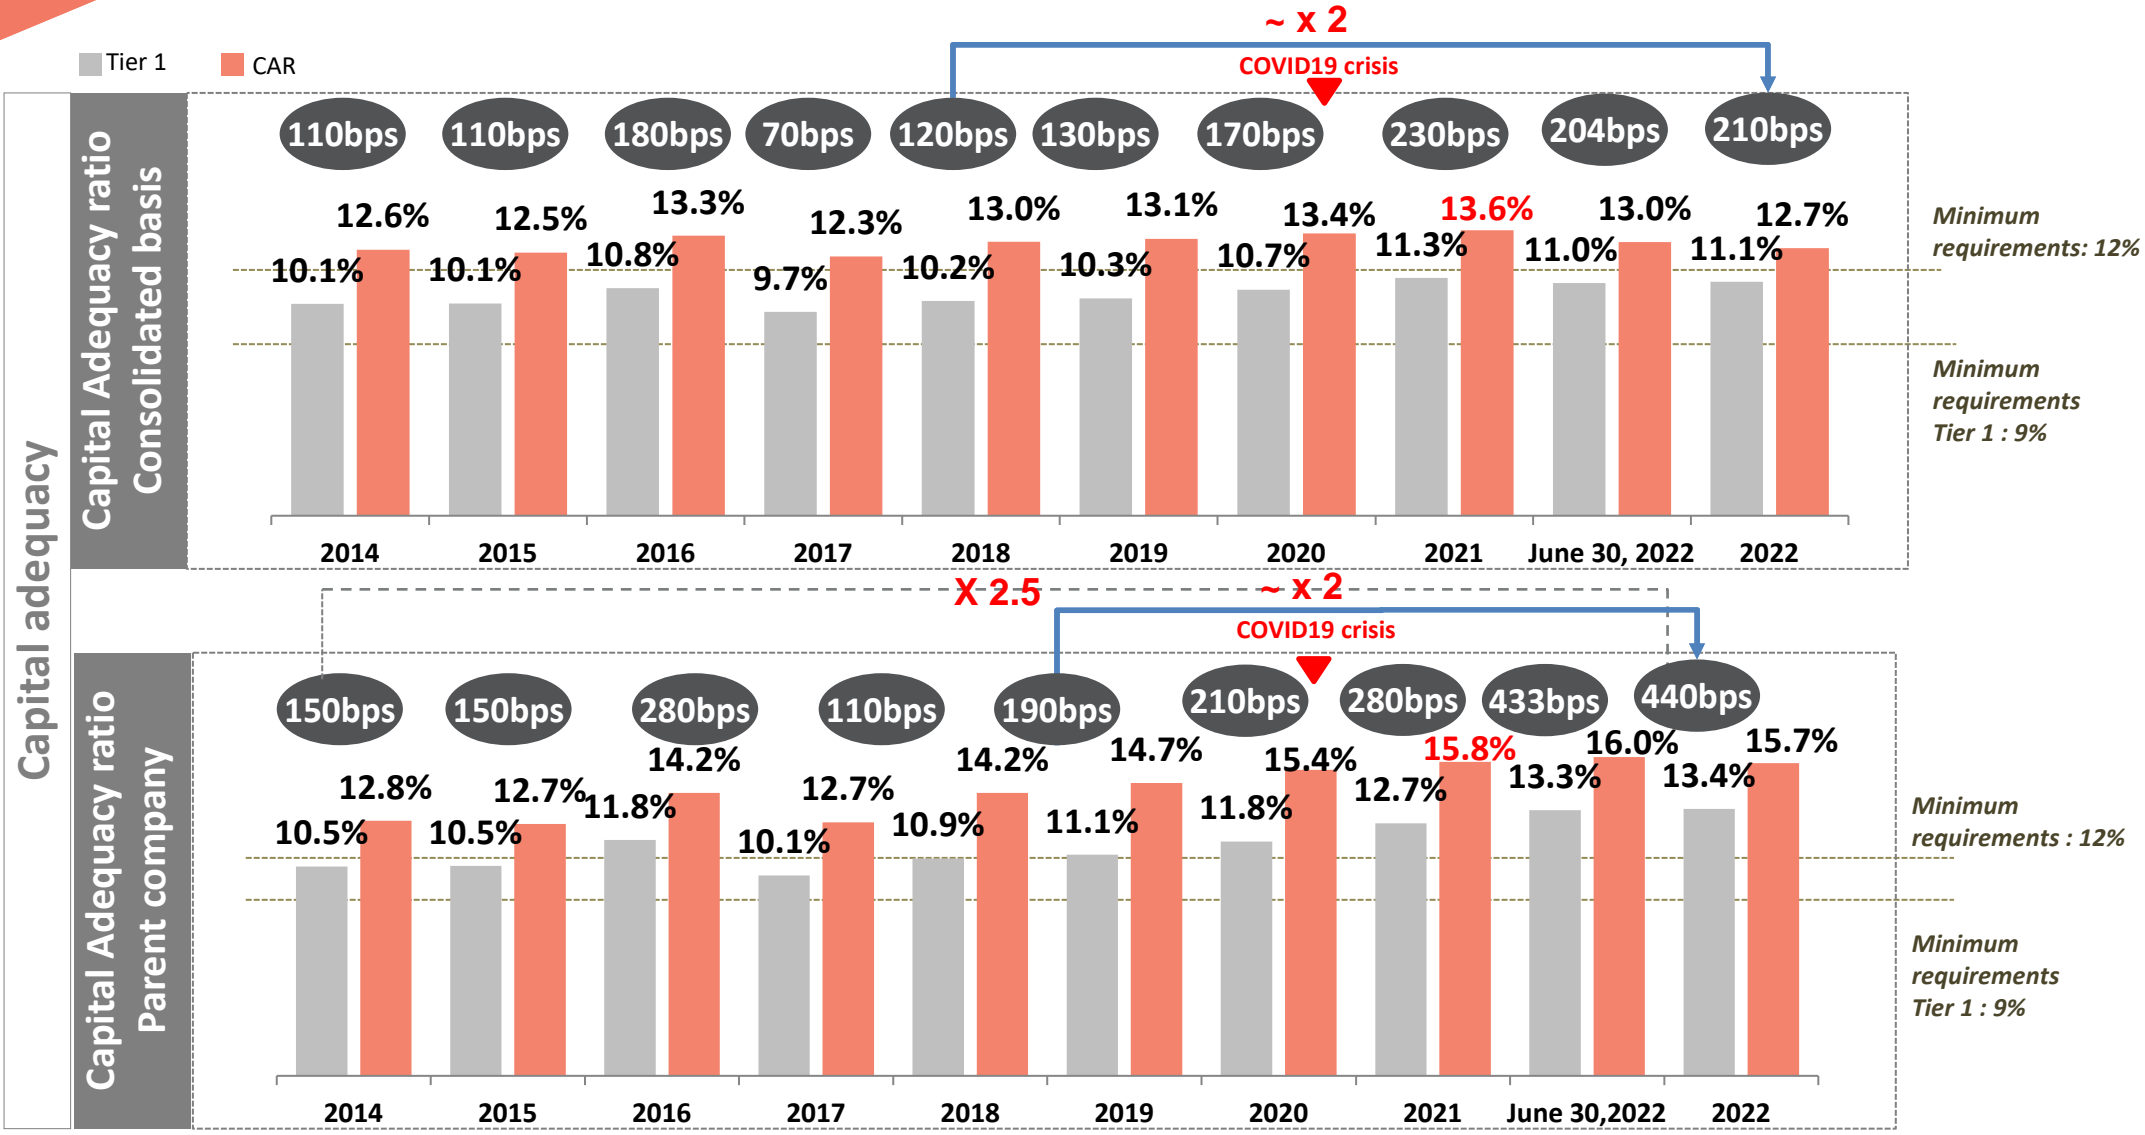 ~ x 2
COVID19 crisis
Tier 1
CAR
Capital adequacy
Capital Adequacy ratio
Consolidated basis
110bps
110bps
180bps
70bps
120bps
130bps
170bps
230bps
204bps
210bps
10.1%
12.6%
10.1%
12.5%
10.8%
13.3%
9.7%
12.3%
10.2%
13.0%
10.3%
13.1%
10.7%
13.4%
11.3%
13.6%
11.0%
13.0%
11.1%
12.7%
Minimum
requirements: 12%
Minimum
requirements
Tier 1 : 9%
2014
2015
2016
2017
2018
2019
2020
2021
June 30, 2022
2022
X 2.5
~ x 2
COVID19 crisis
Capital Adequacy ratio
Parent company
150bps
150bps
280bps
110bps
190bps
210bps
280bps
433bps
440bps
10.5%
12.8%
10.5%
12.7%
11.8%
14.2%
10.1%
12.7%
10.9%
14.2%
11.1%
14.7%
11.8%
15.4%
12.7%
15.8%
13.3%
16.0%
13.4%
15.7%
Minimum
requirements : 12%
Minimum
requirements
Tier 1 : 9%
2014
2015
2016
2017
2018
2019
2020
2021
June 30,2022
2022